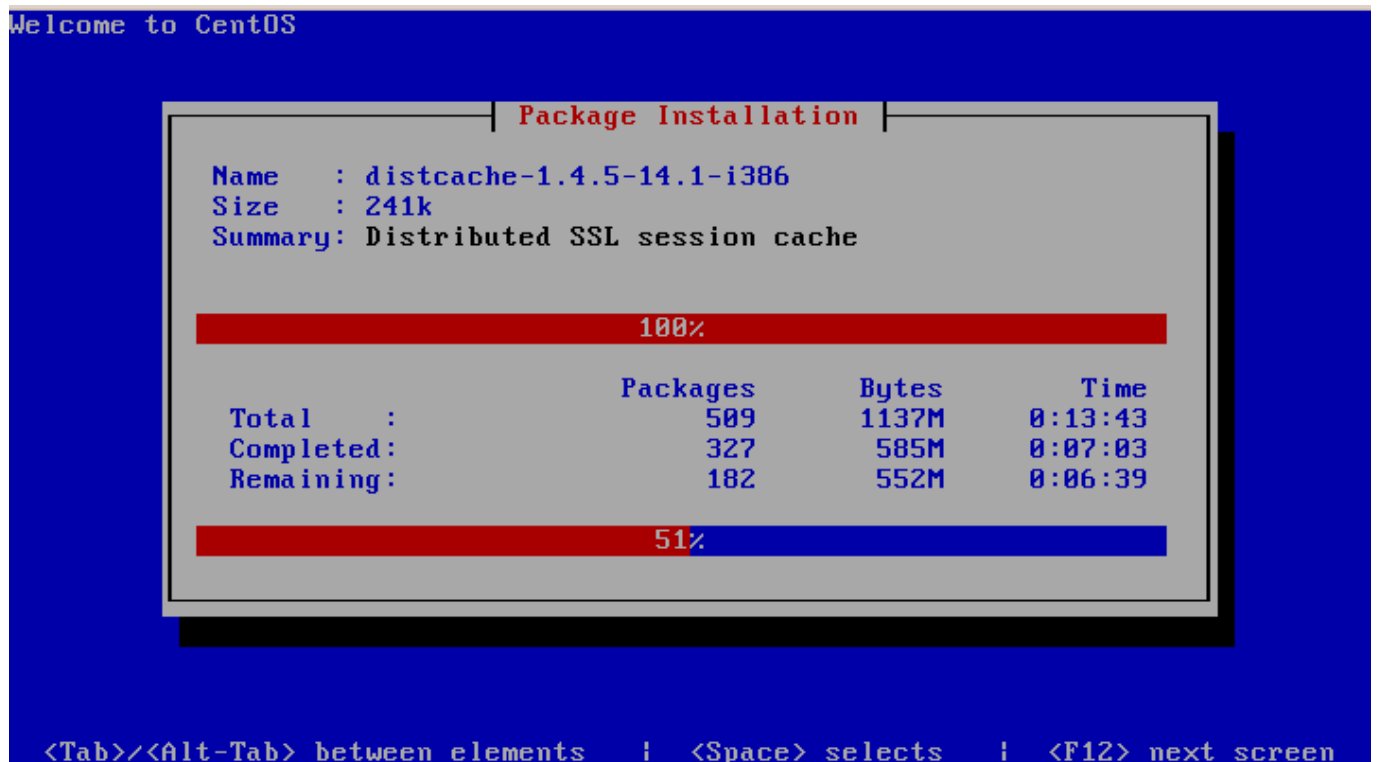 Welcome to CentOS
Package Installation
Name   : distcache-1.4.5-14.1-i386
Size   : 241k
Summary: Distributed SSL session cache
100%
Packages Bytes Time
Total    : 509 1137M 0:13:43
Completed: 327 585M 0:07:03
Remaining: 182 552M 0:06:39
51%
<Tab>/<Alt-Tab> between elements | <Space> selects | <F12> next screen